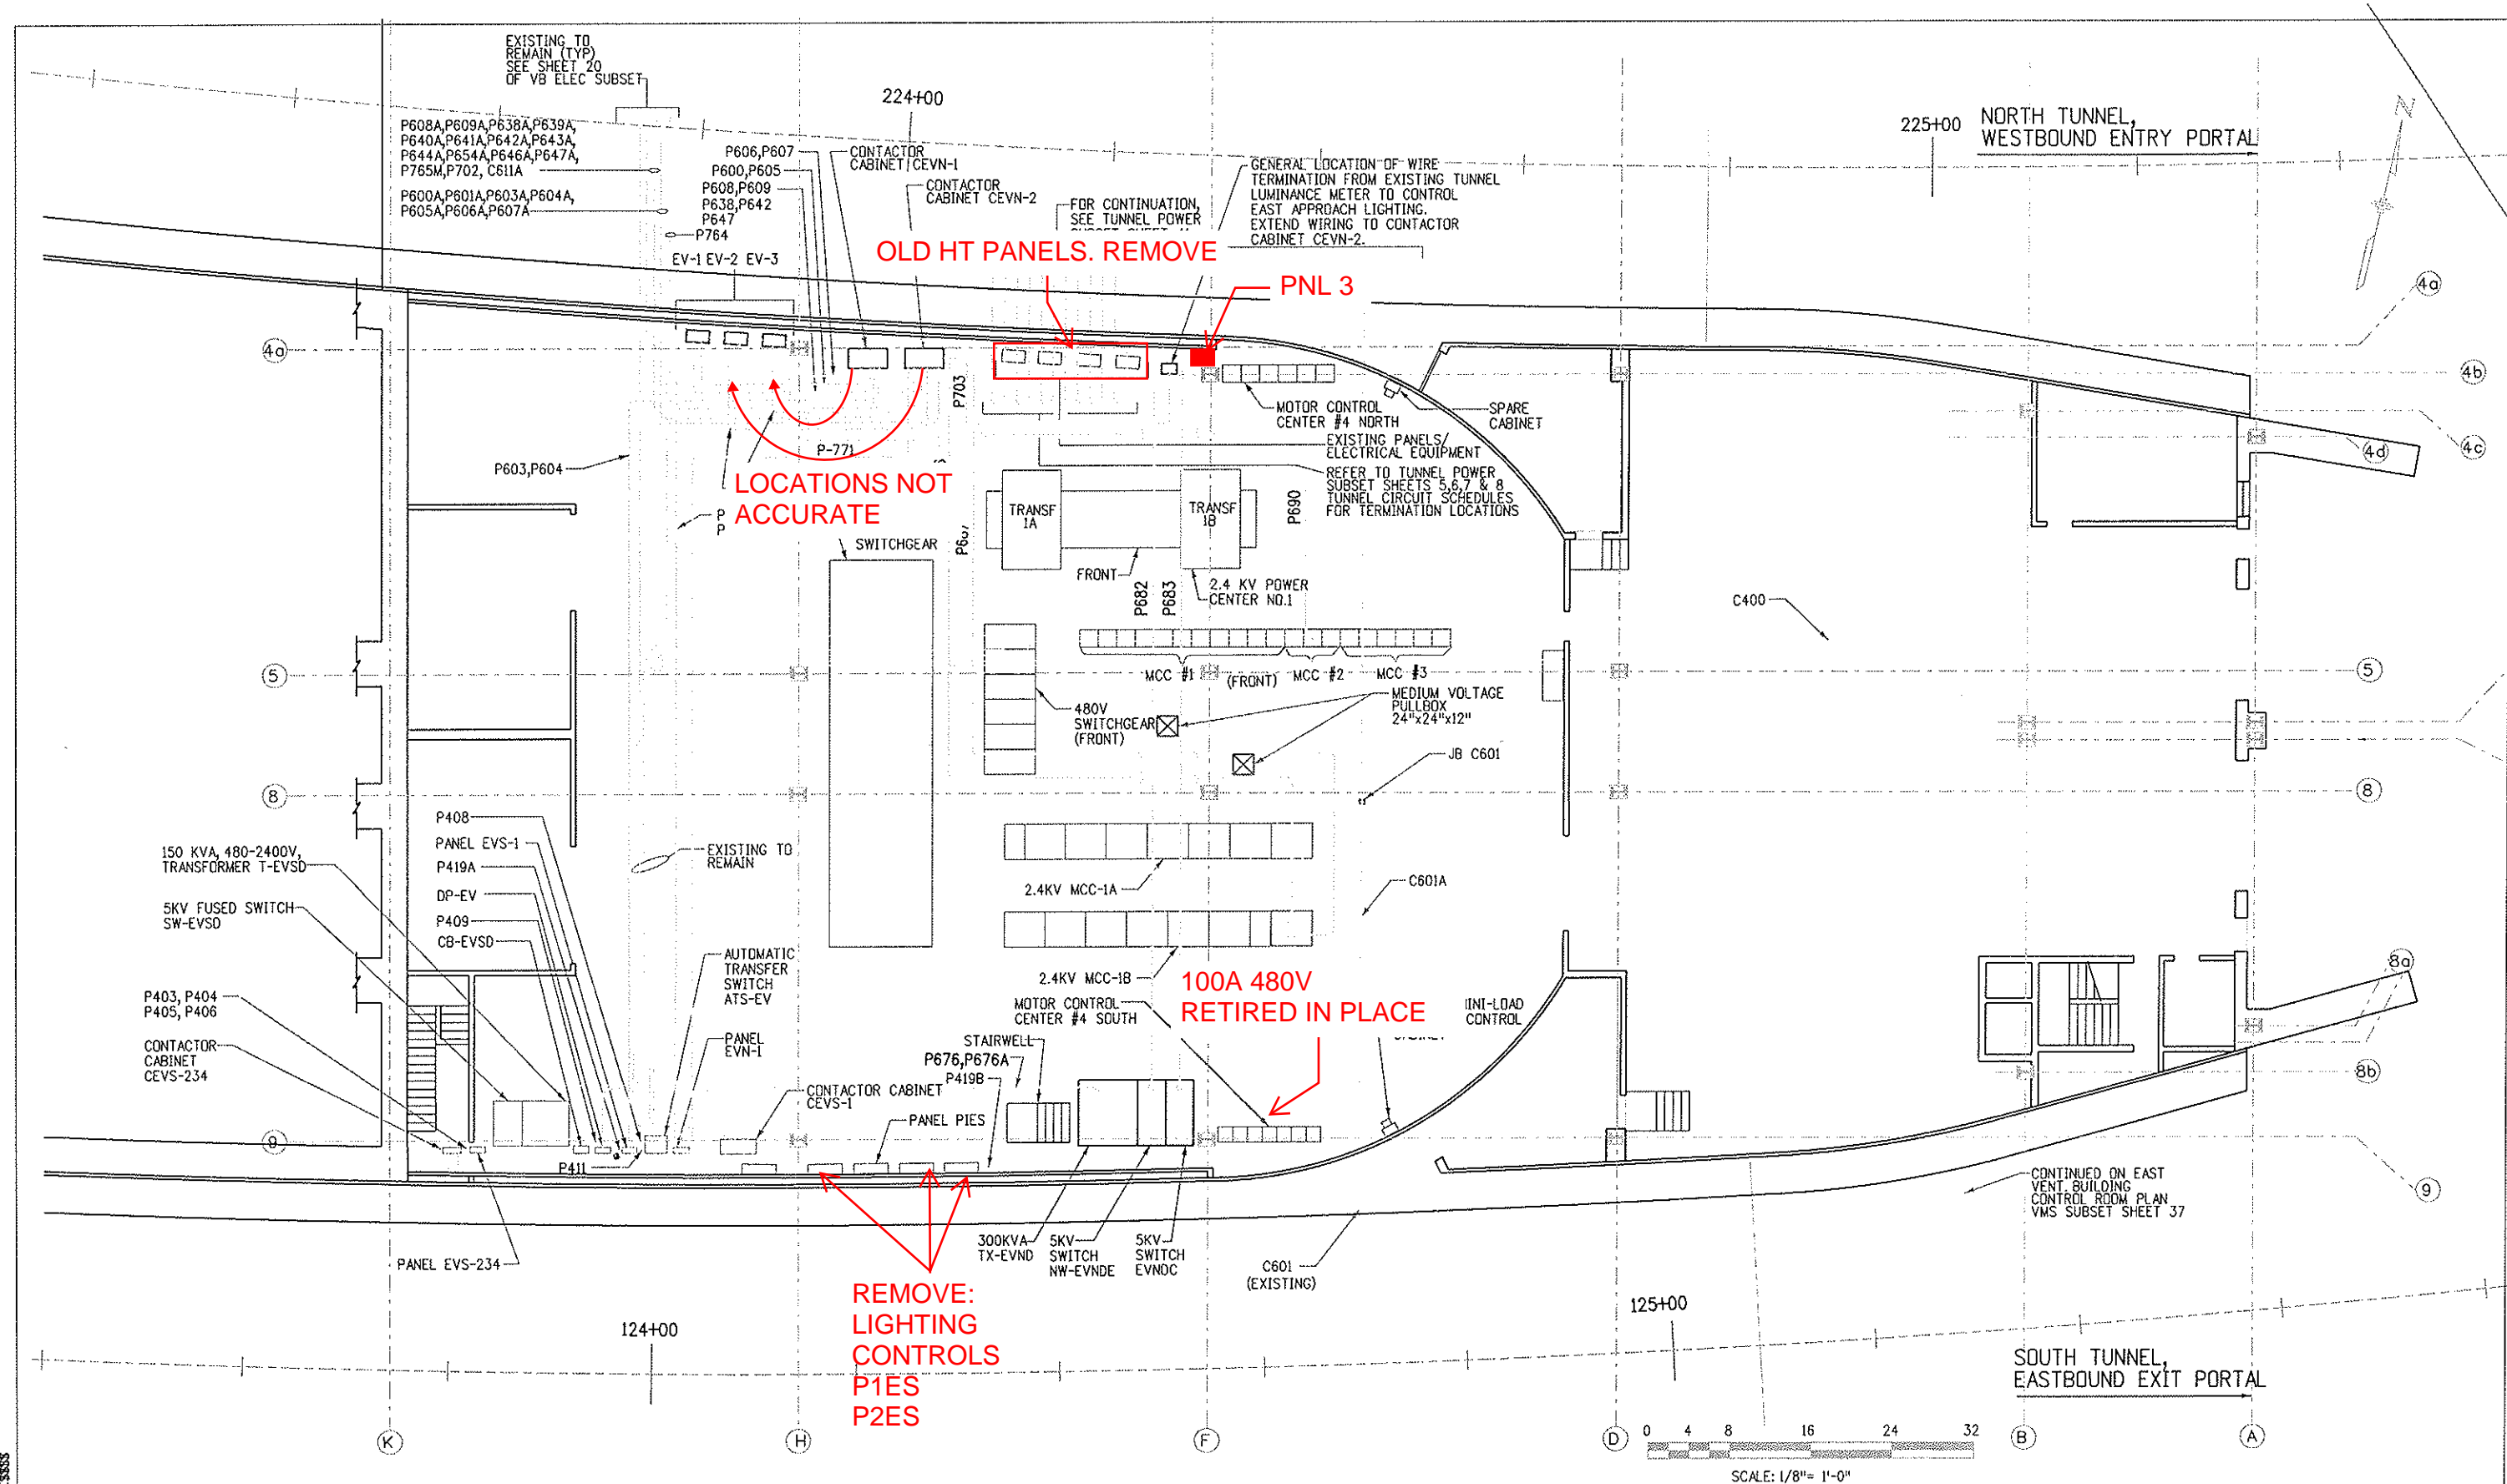 EXISTING TO
REMAIN (TYP)
SEE SHEET 20
OF VB ELEC SUBSET
224+00
225+00
NORTH TUNNEL,
WESTBOUND ENTRY PORTAL
N
P608A,P609A,P638A,P639A,
P640A,P641A,P642A,P643A,
P644A,P654A,P646A,P647A,
P765M,P702, C611A
P600A,P601A,P603A,P604A,
P605A,P606A,P607A
P606,P607
P600,P605
P608,P609
P638,P642
P647
P764
EV-1 EV-2 EV-3
CONTACTOR
CABINET CEVN-1
CONTACTOR
CABINET CEVN-2
FOR CONTINUATION,
SEE TUNNEL POWER
GENERAL LOCATION OF WIRE
TERMINATION FROM EXISTING TUNNEL
LUMINANCE METER TO CONTROL
EAST APPROACH LIGHTING.
EXTEND WIRING TO CONTACTOR
CABINET CEVN-2.
OLD HT PANELS. REMOVE
PNL 3
4a
4a
4b
4c
4d
P703
MOTOR CONTROL
CENTER #4 NORTH
SPARE
CABINET
EXISTING PANELS/
ELECTRICAL EQUIPMENT
REFER TO TUNNEL POWER
SUBSET SHEETS 5,6,7 & 8
TUNNEL CIRCUIT SCHEDULES
FOR TERMINATION LOCATIONS
P603,P604
P-771
LOCATIONS NOT
ACCURATE
P
P
SWITCHGEAR
TRANSF
1A
TRANSF
1B
P690
FRONT
P682
P683
2.4 KV POWER
CENTER NO.1
C400
5
MCC #1
(FRONT)
MCC #2
MCC #3
5
480V
SWITCHGEAR
(FRONT)
MEDIUM VOLTAGE
PULLBOX
24"x24"x12"
JB C601
8
8
P408
PANEL EVS-1
P419A
DP-EV
P409
CB-EVSD
150 KVA, 480-2400V,
TRANSFORMER T-EVSD
5KV FUSED SWITCH
SW-EVSD
EXISTING TO
REMAIN
2.4KV MCC-1A
C601A
2.4KV MCC-1B
AUTOMATIC
TRANSFER
SWITCH
ATS-EV
P403, P404
P405, P406
CONTACTOR
CABINET
CEVS-234
PANEL
EVN-1
100A 480V
RETIRED IN PLACE
MOTOR CONTROL
CENTER #4 SOUTH
INI-LOAD
CONTROL
STAIRWELL
P676,P676A
P419B
CONTACTOR CABINET
CEVS-1
PANEL PIES
8a
8b
9
P411
9
CONTINUED ON EAST
VENT. BUILDING
CONTROL ROOM PLAN
VMS SUBSET SHEET 37
PANEL EVS-234
300KVA
TX-EVND
5KV
SWITCH
NW-EVNDE
5KV
SWITCH
EVNDC
C601
(EXISTING)
REMOVE:
LIGHTING
CONTROLS
P1ES
P2ES
124+00
125+00
SOUTH TUNNEL,
EASTBOUND EXIT PORTAL
K
H
F
D
B
A
0 4 8 16 24 32
SCALE: 1/8"= 1'-0"